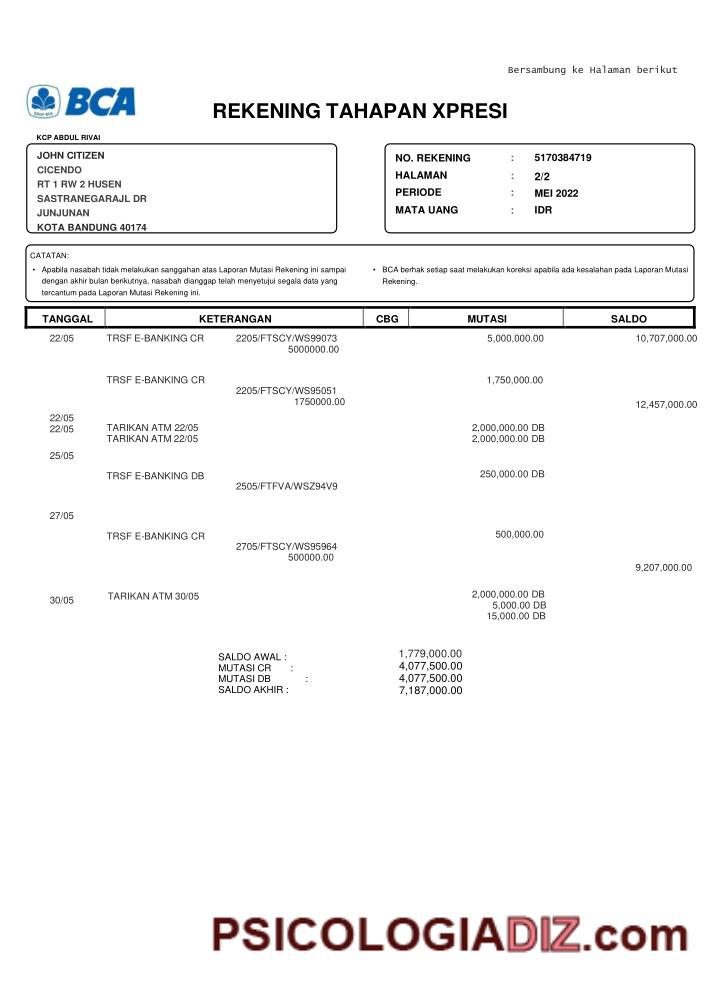 Bersambung ke Halaman berikut
BCA
REKENING TAHAPAN XPRESI
KCP ABDUL RIVAI
JOHN CITIZEN
CICENDO
RT 1 RW 2 HUSEN
SASTRANEGARAJL DR
JUNJUNAN
KOTA BANDUNG 40174
NO. REKENING : 5170384719
HALAMAN : 2/2
PERIODE : MEI 2022
MATA UANG : IDR
CATATAN:
• Apabila nasabah tidak melakukan sanggahan atas Laporan Mutasi Rekening ini sampai
dengan akhir bulan berikutnya, nasabah dianggap telah menyetujui segala data yang
tercantum pada Laporan Mutasi Rekening ini.
• BCA berhak setiap saat melakukan koreksi apabila ada kesalahan pada Laporan Mutasi
Rekening.
TANGGAL KETERANGAN CBG MUTASI SALDO
22/05 TRSF E-BANKING CR 2205/FTSCY/WS99073 5,000,000.00 10,707,000.00
5000000.00
TRSF E-BANKING CR 1,750,000.00
2205/FTSCY/WS95051
1750000.00
12,457,000.00
22/05
22/05 TARIKAN ATM 22/05 2,000,000.00 DB
TARIKAN ATM 22/05 2,000,000.00 DB
25/05
TRSF E-BANKING DB 250,000.00 DB
2505/FTFVA/WSZ94V9
27/05
TRSF E-BANKING CR 500,000.00
2705/FTSCY/WS95964
500000.00
9,207,000.00
30/05 TARIKAN ATM 30/05 2,000,000.00 DB
5,000.00 DB
15,000.00 DB
SALDO AWAL : 1,779,000.00
MUTASI CR : 4,077,500.00
MUTASI DB : 4,077,500.00
SALDO AKHIR : 7,187,000.00
PSICOLOGIADIZ.com